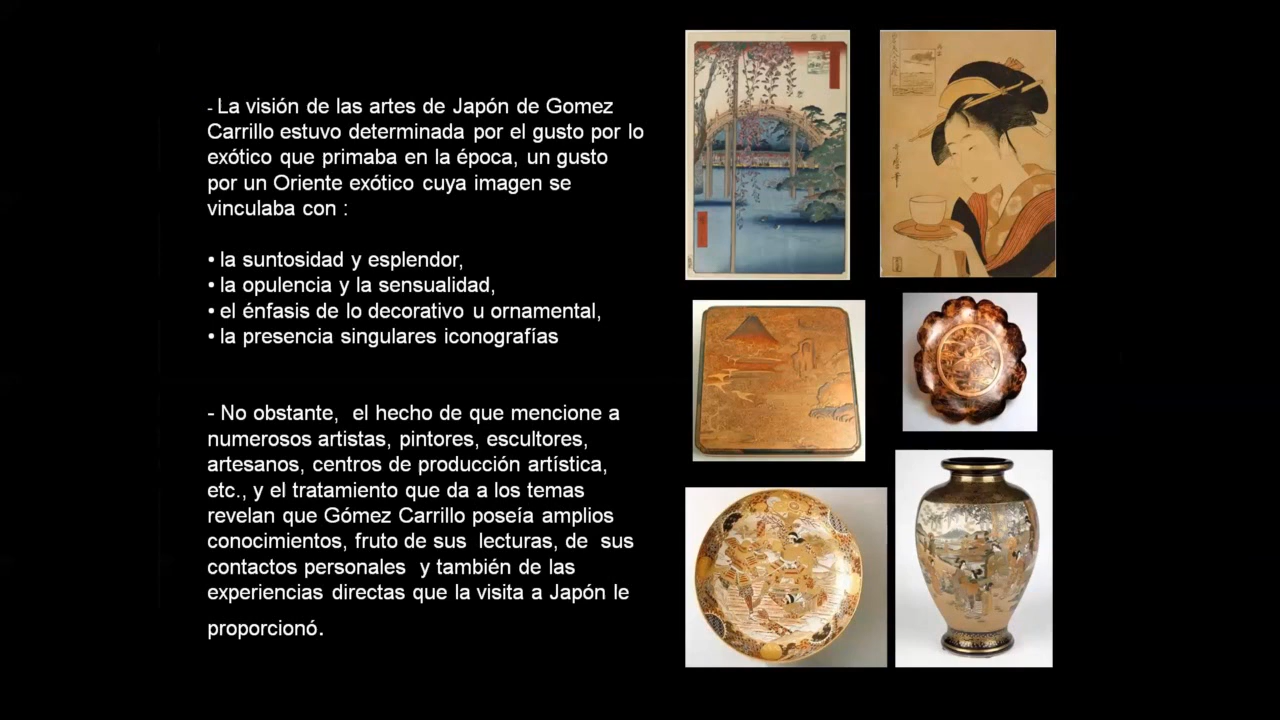 - La visión de las artes de Japón de Gomez
Carrillo estuvo determinada por el gusto por lo
exótico que primaba en la época, un gusto
por un Oriente exótico cuya imagen se
vinculaba con :
• la suntosidad y esplendor,
• la opulencia y la sensualidad,
• el énfasis de lo decorativo u ornamental,
• la presencia singulares iconografías
- No obstante,  el hecho de que mencione a
numerosos artistas, pintores, escultores,
artesanos, centros de producción artística,
etc., y el tratamiento que da a los temas
revelan que Gómez Carrillo poseía amplios
conocimientos, fruto de sus  lecturas, de  sus
contactos personales  y también de las
experiencias directas que la visita a Japón le
proporcionó.